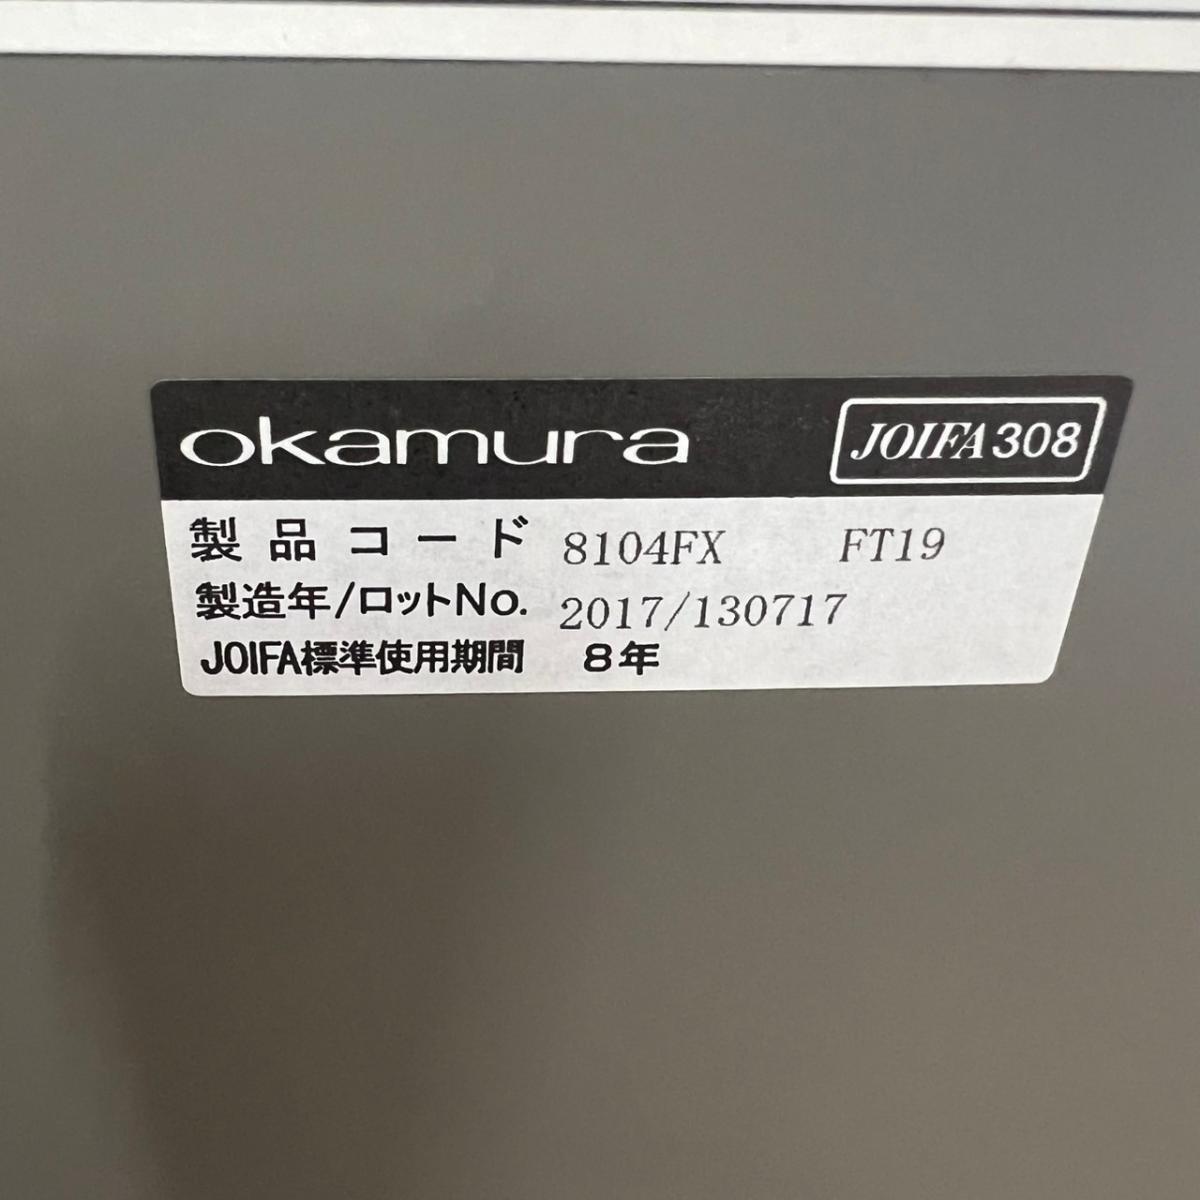 okamura JOIFA308
製品コード 8104FX FT19
製造年/ロットNo. 2017/130717
JOIFA標準使用期間 8年